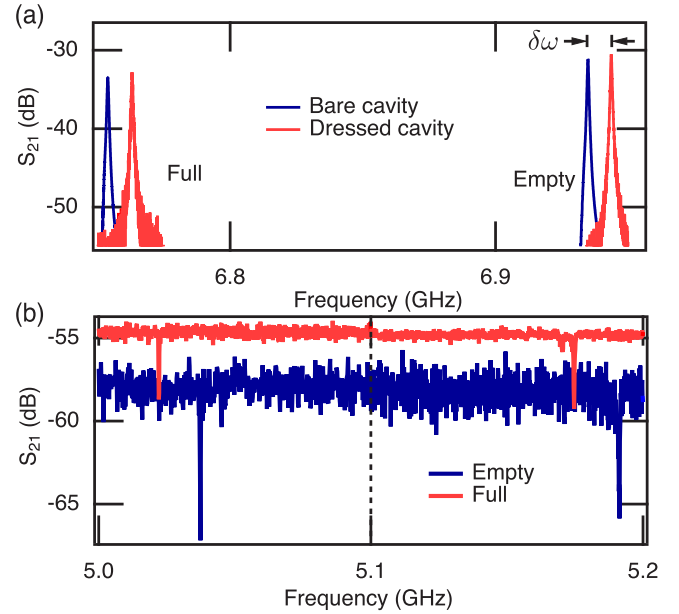 (a)
δω
-30
-40
-50
S21 (dB)
Bare cavity
Dressed cavity
Full
Empty
6.8
6.9
Frequency (GHz)
(b)
-55
-60
-65
S21 (dB)
Empty
Full
5.0
5.1
5.2
Frequency (GHz)